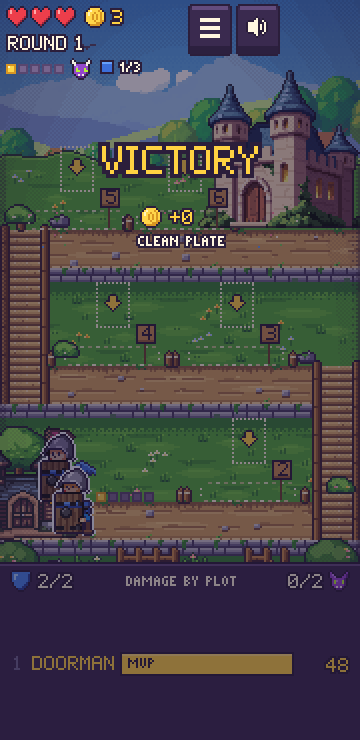 3
ROUND 1
1/3
VICTORY
5
6
+0
CLEAN PLATE
4
3
2
2/2
DAMAGE BY PLOT
0/2
1 DOORMAN MVP 48